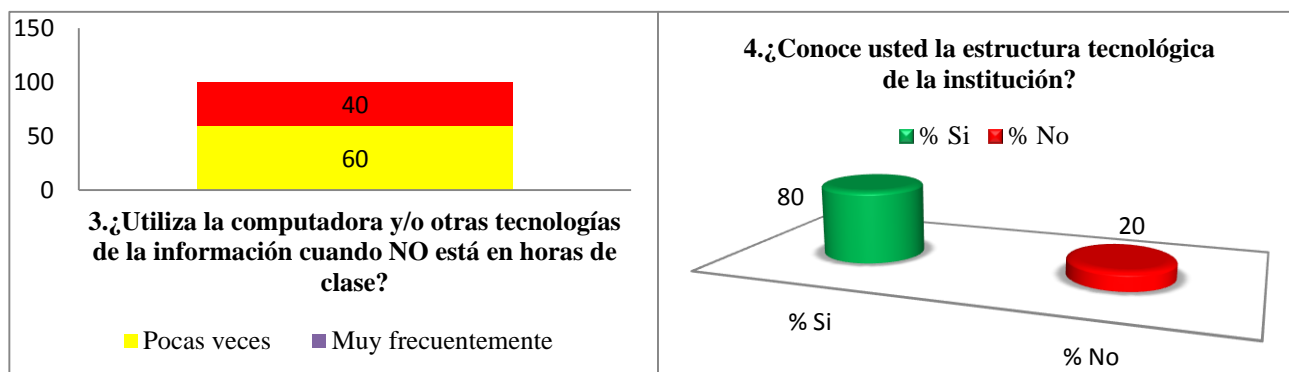 150
100
50
0
40
60
3.¿Utiliza la computadora y/o otras tecnologías
de la información cuando NO está en horas de
clase?
Pocas veces Muy frecuentemente
4.¿Conoce usted la estructura tecnológica
de la institución?
% Si % No
80
20
% Si
% No